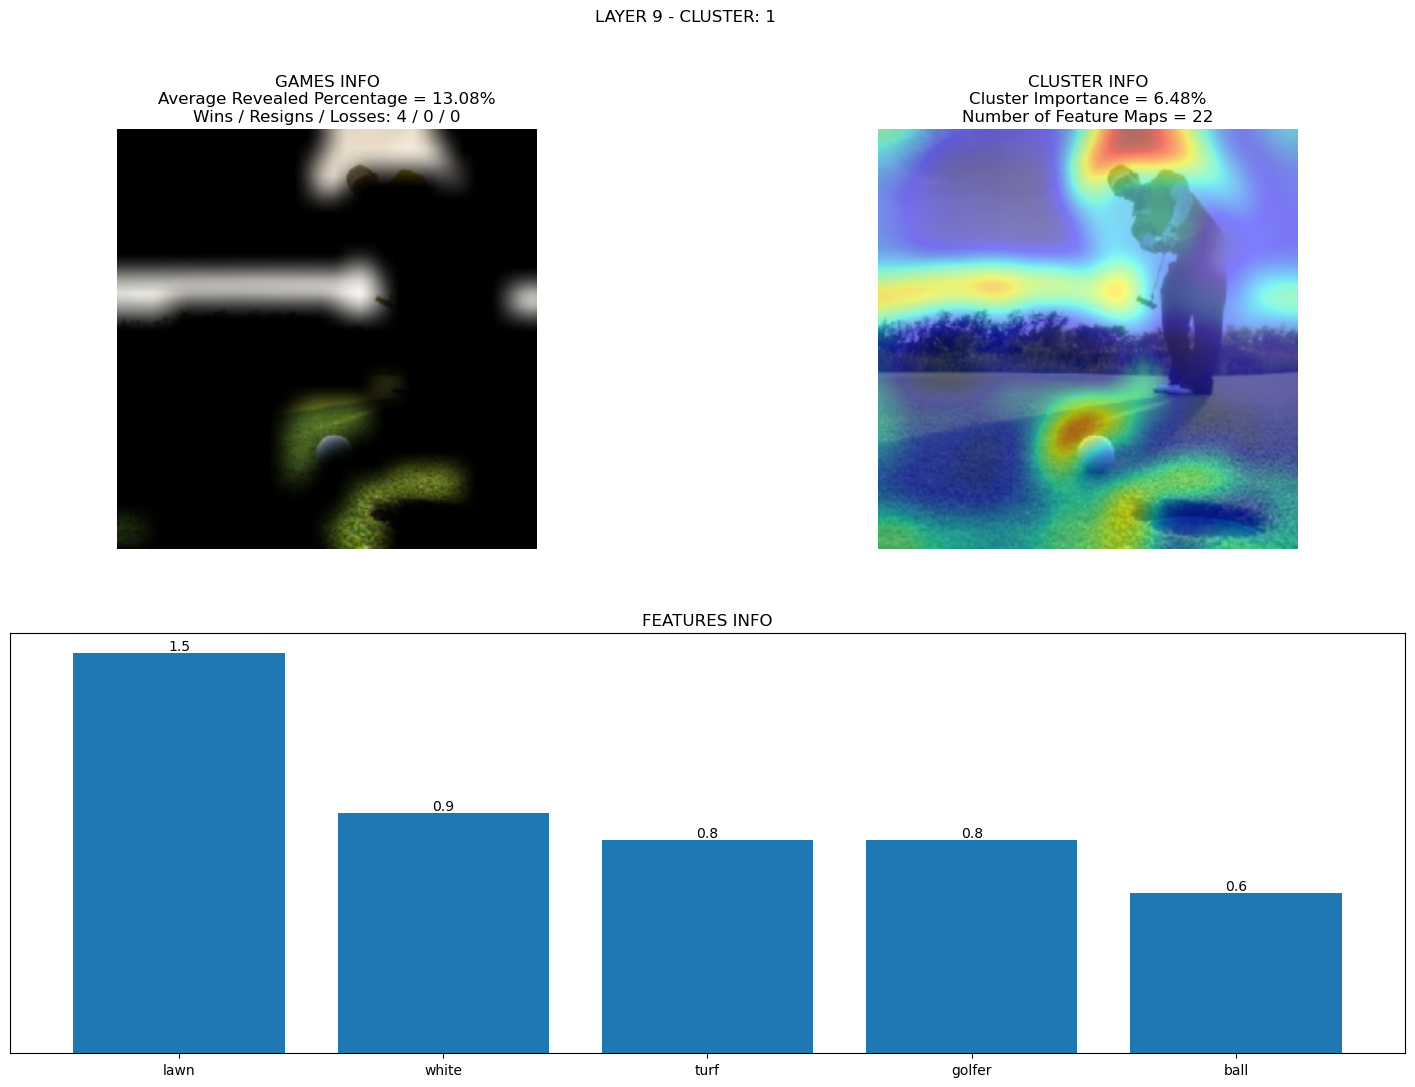 LAYER 9 - CLUSTER: 1
GAMES INFO
Average Revealed Percentage = 13.08%
Wins / Resigns / Losses: 4 / 0 / 0
CLUSTER INFO
Cluster Importance = 6.48%
Number of Feature Maps = 22
FEATURES INFO
1.5
0.9
0.8
0.8
0.6
lawn
white
turf
golfer
ball